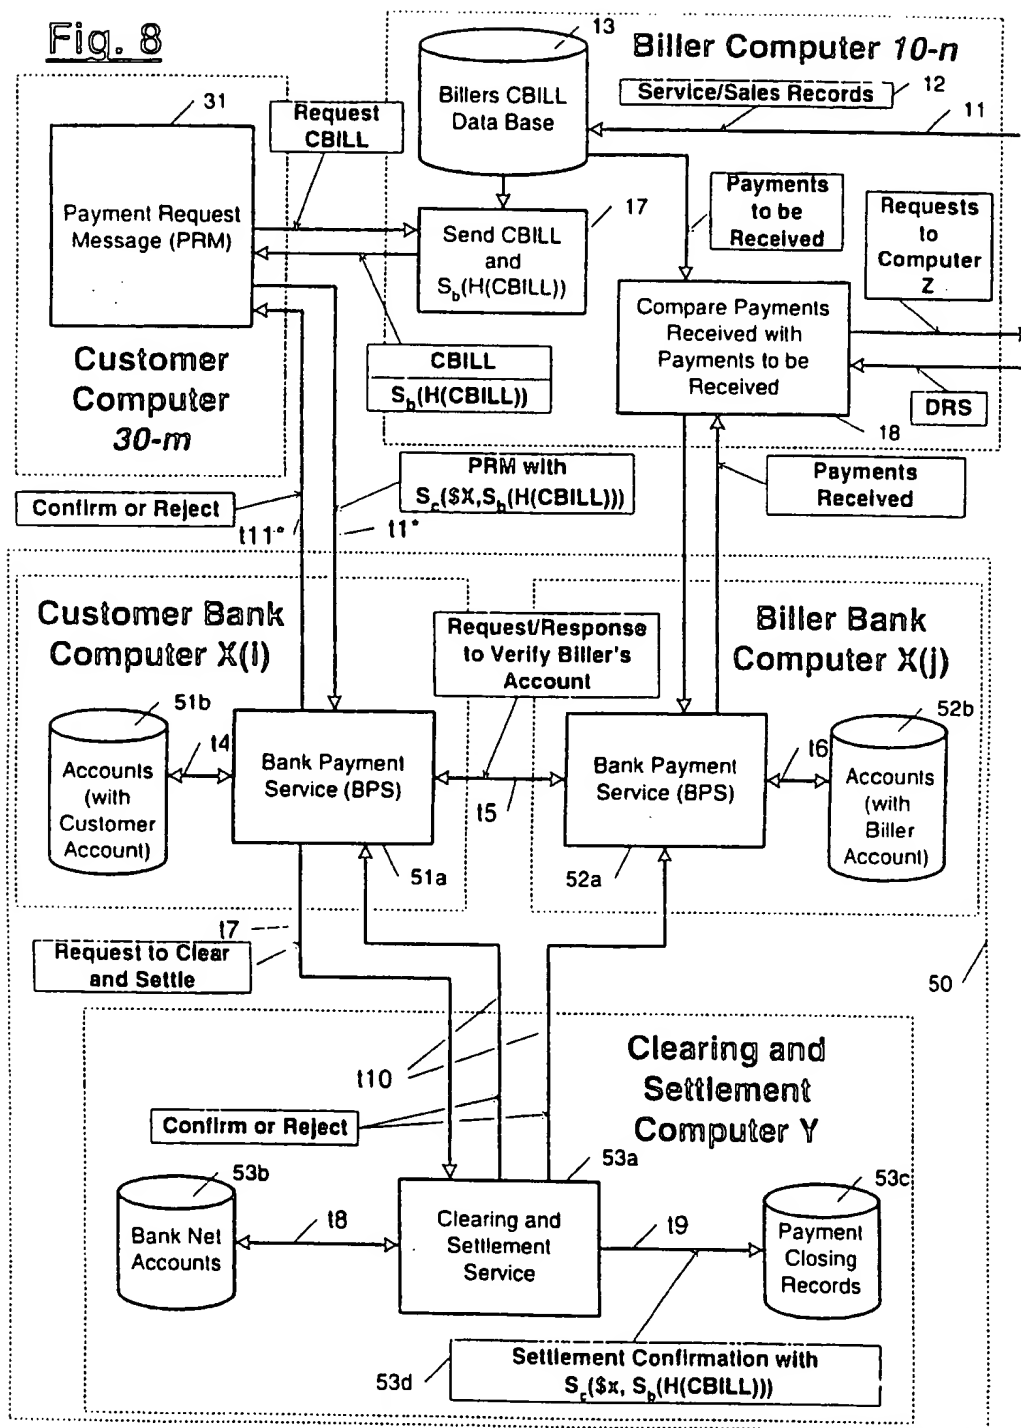 Fig. 8
13
Biller Computer 10-n
31
Request
CBILL
Billers CBILL
Data Base
Service/Sales Records
12
11
Payment Request
Message (PRM)
17
Send CBILL
and
S_b(H(CBILL))
Payments
to be
Received
Requests
to
Computer
Z
Customer
Computer
30-m
CBILL
S_b(H(CBILL))
Compare Payments
Received with
Payments to be
Received
DRS
18
Confirm or Reject
t11*
PRM with
S_c($X,S_b(H(CBILL)))
t1*
Payments
Received
Customer Bank
Computer X(i)
Request/Response
to Verify Biller's
Account
Biller Bank
Computer X(j)
51b
t4
Accounts
(with
Customer
Account)
Bank Payment
Service (BPS)
t5
Bank Payment
Service (BPS)
t6
52b
Accounts
(with
Biller
Account)
51a
52a
t7
Request to Clear
and Settle
50
t10
Clearing and
Settlement
Computer Y
Confirm or Reject
53b
53a
53c
Bank Net
Accounts
t8
Clearing and
Settlement
Service
t9
Payment
Closing
Records
53d
Settlement Confirmation with
S_c($x, S_b(H(CBILL)))